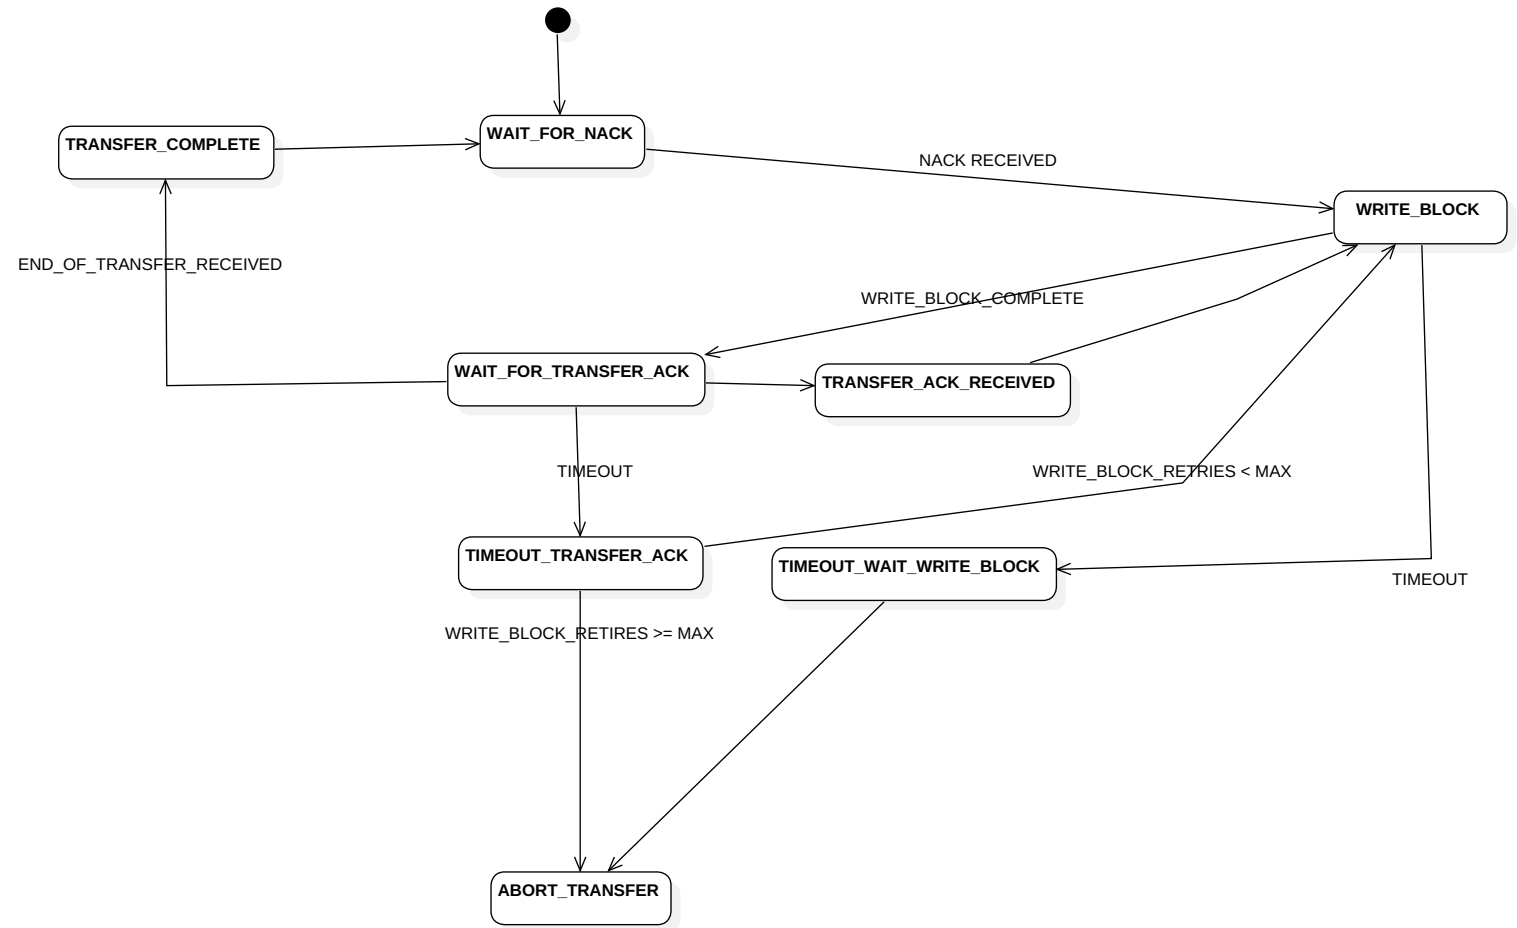 WAIT_FOR_NACK
TRANSFER_COMPLETE
NACK RECEIVED
WRITE_BLOCK
END_OF_TRANSFER_RECEIVED
WRITE_BLOCK_COMPLETE
WAIT_FOR_TRANSFER_ACK
TRANSFER_ACK_RECEIVED
TIMEOUT
WRITE_BLOCK_RETRIES < MAX
TIMEOUT_TRANSFER_ACK
TIMEOUT_WAIT_WRITE_BLOCK
TIMEOUT
WRITE_BLOCK_RETIRES >= MAX
ABORT_TRANSFER